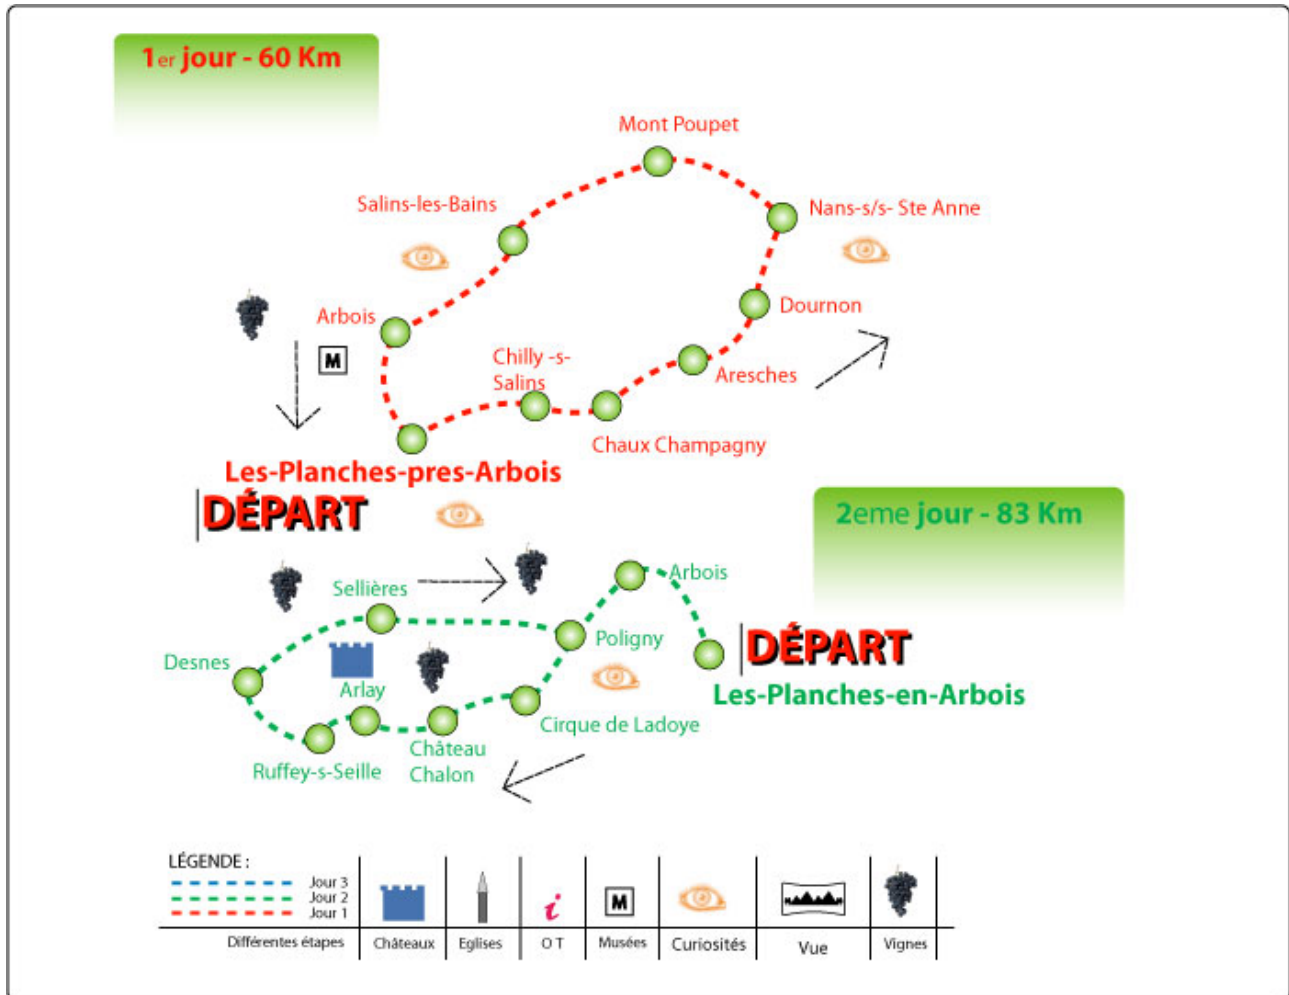 1er jour - 60 Km
Mont Poupet
Salins-les-Bains
Nans-s/s- Ste Anne
Arbois
M
Dournon
Chilly -s-
Salins
Aresches
Chaux Champagny
Les-Planches-pres-Arbois
DÉPART
2eme jour - 83 Km
Arbois
Sellières
Poligny
DÉPART
Desnes
Les-Planches-en-Arbois
Arlay
Cirque de Ladoye
Château
Chalon
Ruffey-s-Seille
LÉGENDE :
Jour 3
Jour 2
Jour 1
i
M
Différentes étapes
Châteaux
Eglises
O T
Musées
Curiosités
Vue
Vignes